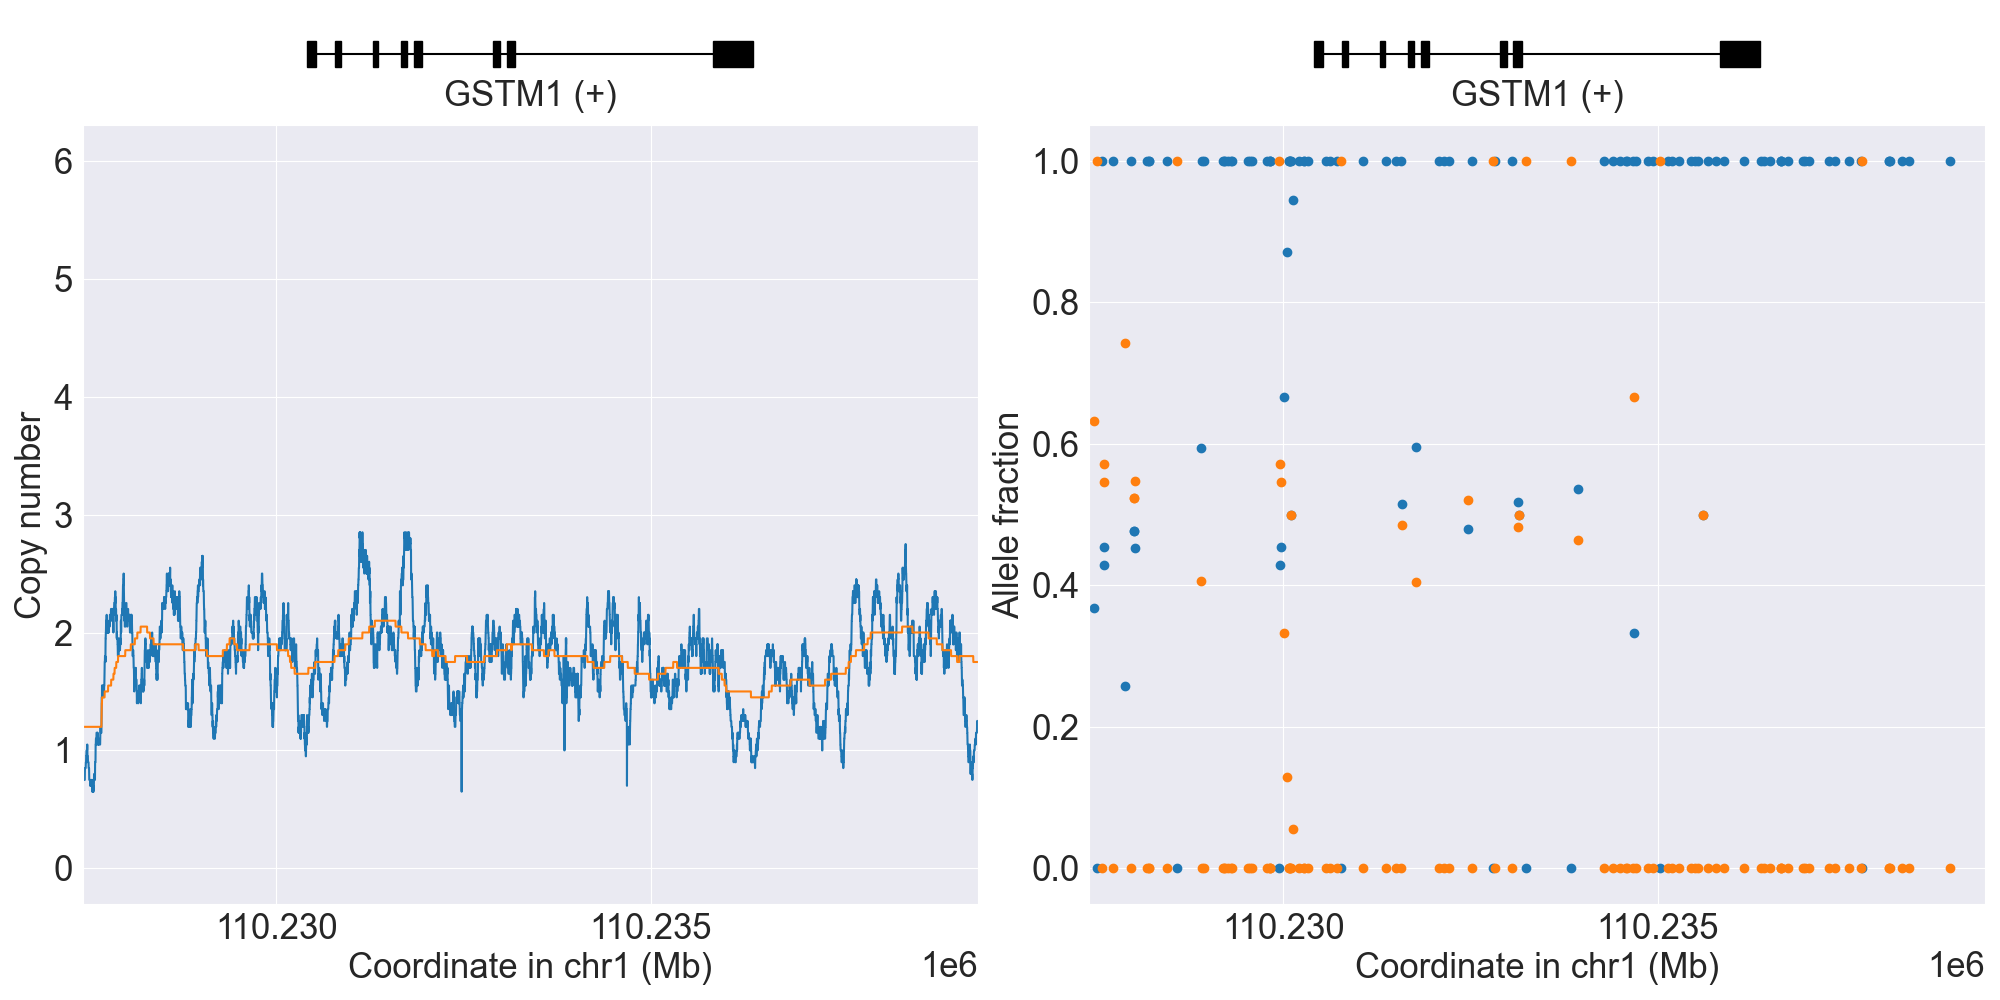 GSTM1 (+)
GSTM1 (+)
Copy number
6
5
4
3
2
1
0
110.230
110.235
Coordinate in chr1 (Mb)
1e6
Allele fraction
1.0
0.8
0.6
0.4
0.2
0.0
110.230
110.235
Coordinate in chr1 (Mb)
1e6